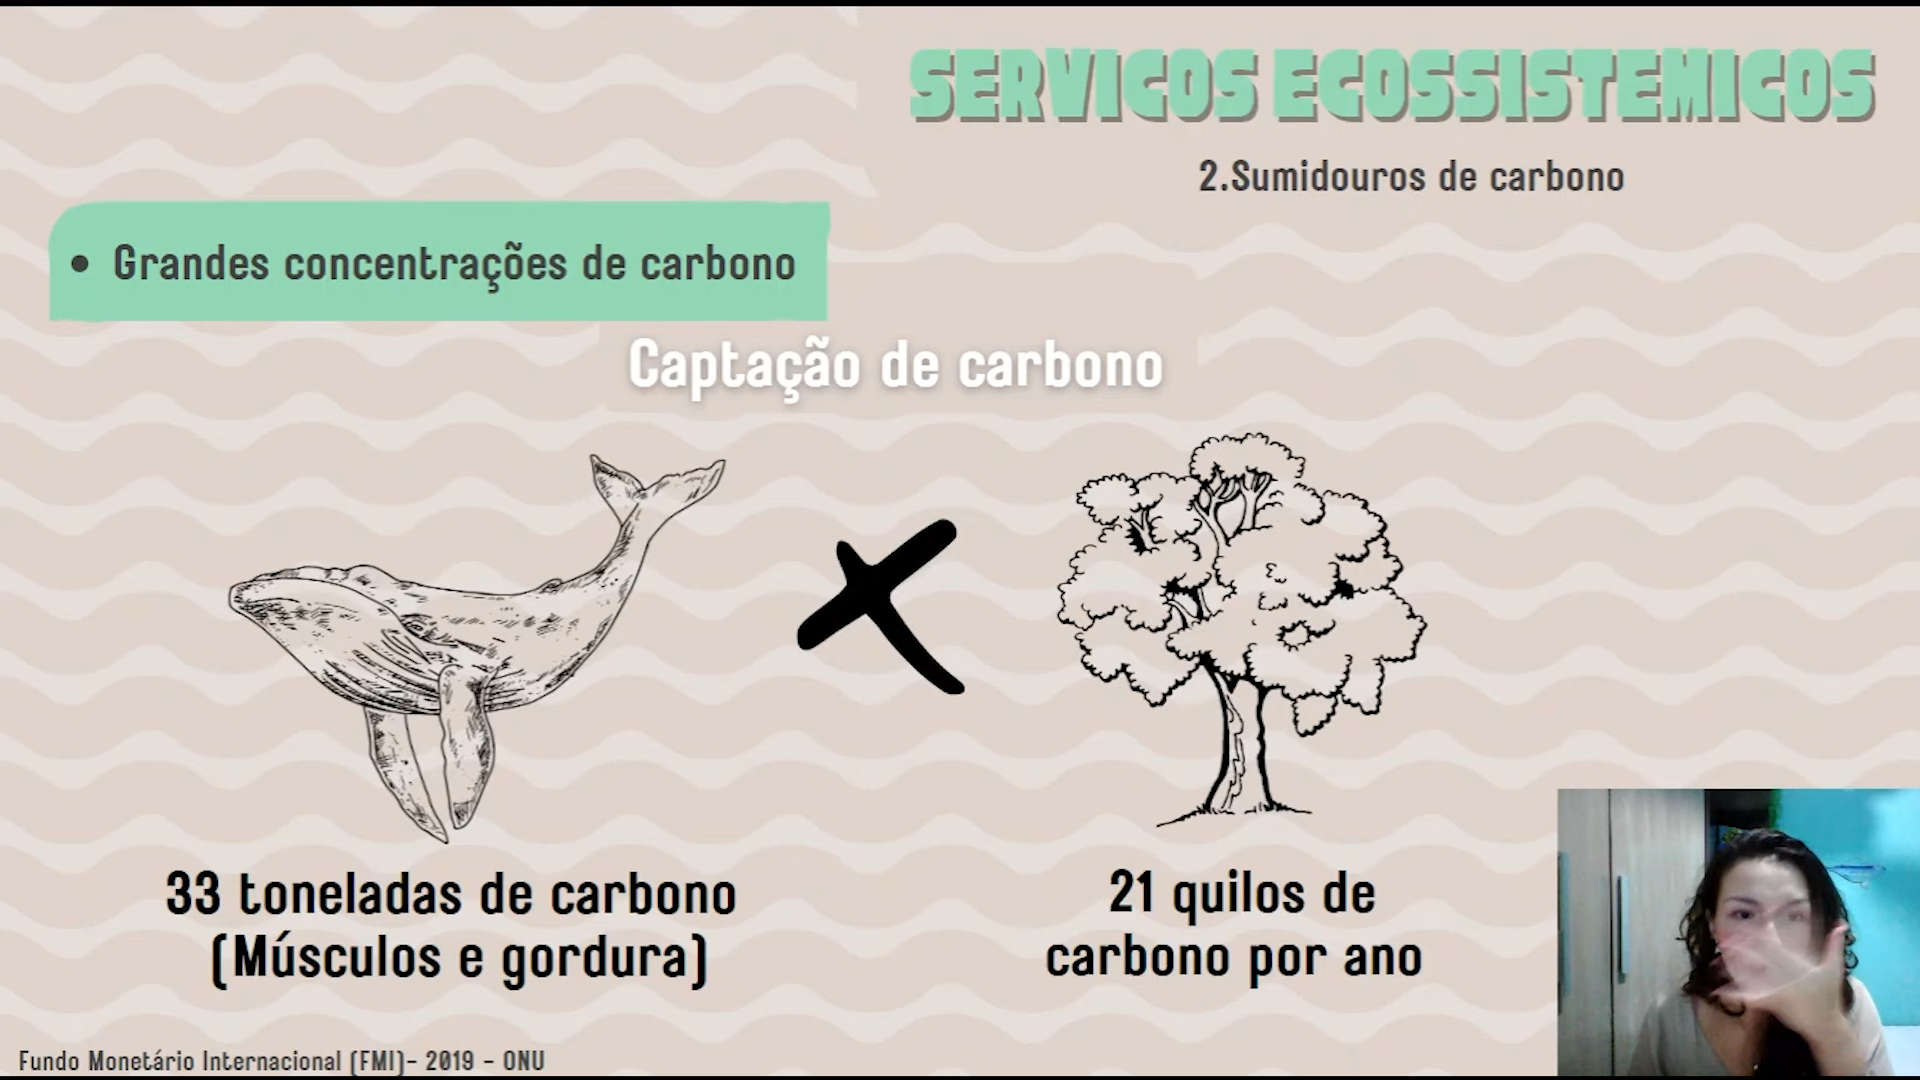 SERVICOS ECOSSISTEMICOS
2.Sumidouros de carbono
• Grandes concentrações de carbono
Captação de carbono
33 toneladas de carbono
(Músculos e gordura)
21 quilos de
carbono por ano
Fundo Monetário Internacional (FMI)- 2019 - ONU